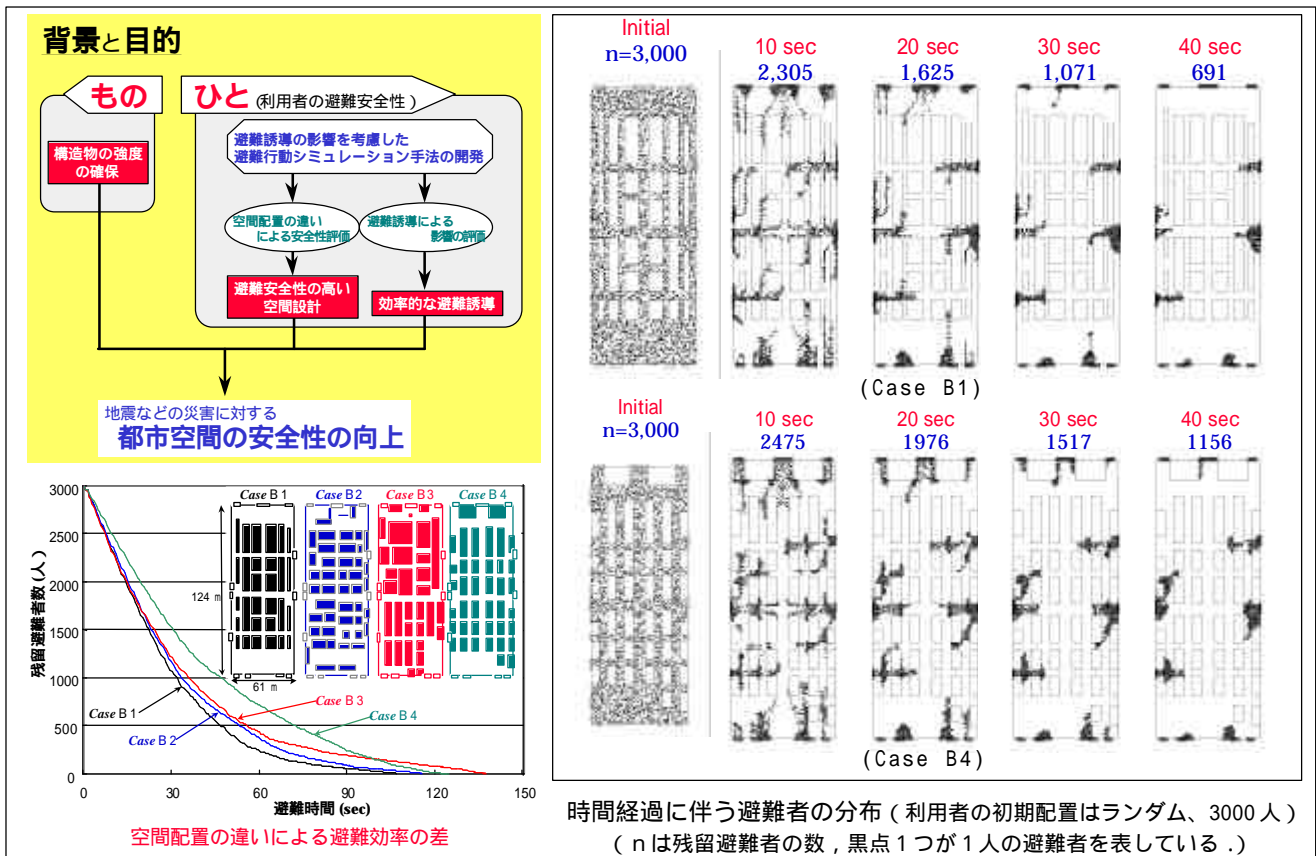 背景と目的
もの
ひと(利用者の避難安全性)
避難誘導の影響を考慮した
避難行動シミュレーション手法の開発
構造物の強度
の確保
空間配置の違い
による安全性評価
避難誘導による
影響の評価
避難安全性の高い
空間設計
効率的な避難誘導
地震などの災害に対する
都市空間の安全性の向上
残留避難者数(人)
3000
2500
2000
1500
1000
500
0
Case B1
Case B2
Case B3
Case B4
124 m
61 m
Case B1
Case B2
Case B3
Case B4
0
30
60
90
120
150
避難時間 (sec)
空間配置の違いによる避難効率の差
Initial
n=3,000
10 sec
2,305
20 sec
1,625
30 sec
1,071
40 sec
691
(Case B1)
Initial
n=3,000
10 sec
2475
20 sec
1976
30 sec
1517
40 sec
1156
(Case B4)
時間経過に伴う避難者の分布(利用者の初期配置はランダム、3000人)
(nは残留避難者の数,黒点1つが1人の避難者を表している.)